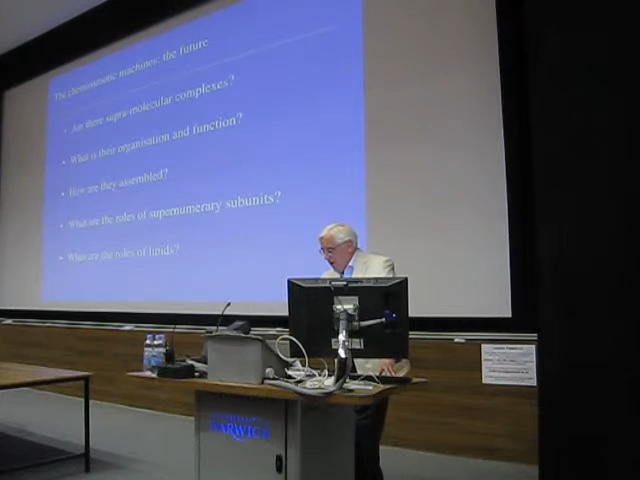 The chemiosmotic machines: the future
• Are there supra-molecular complexes?
• What is their organisation and function?
• How are they assembled?
• What are the roles of supernumerary subunits?
• What are the roles of lipids?
WARWICK